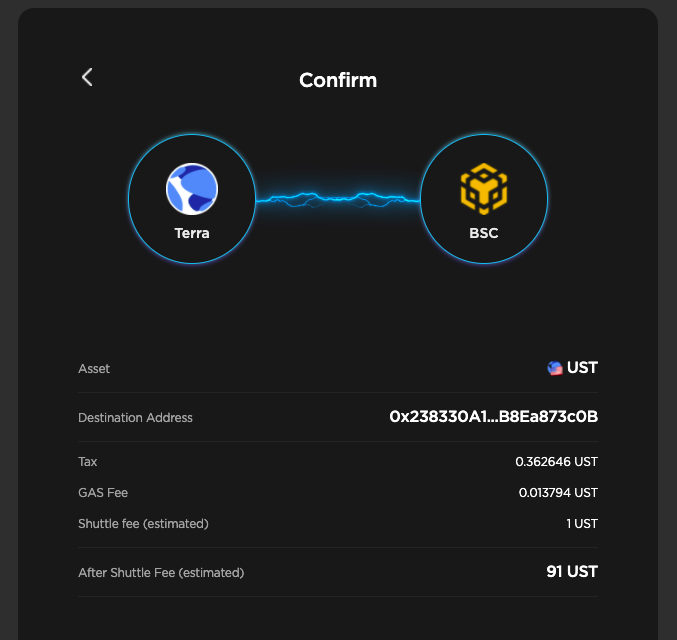 Confirm
Terra
BSC
Asset UST
Destination Address 0x238330A1...B8Ea873c0B
Tax 0.362646 UST
GAS Fee 0.013794 UST
Shuttle fee (estimated) 1 UST
After Shuttle Fee (estimated) 91 UST